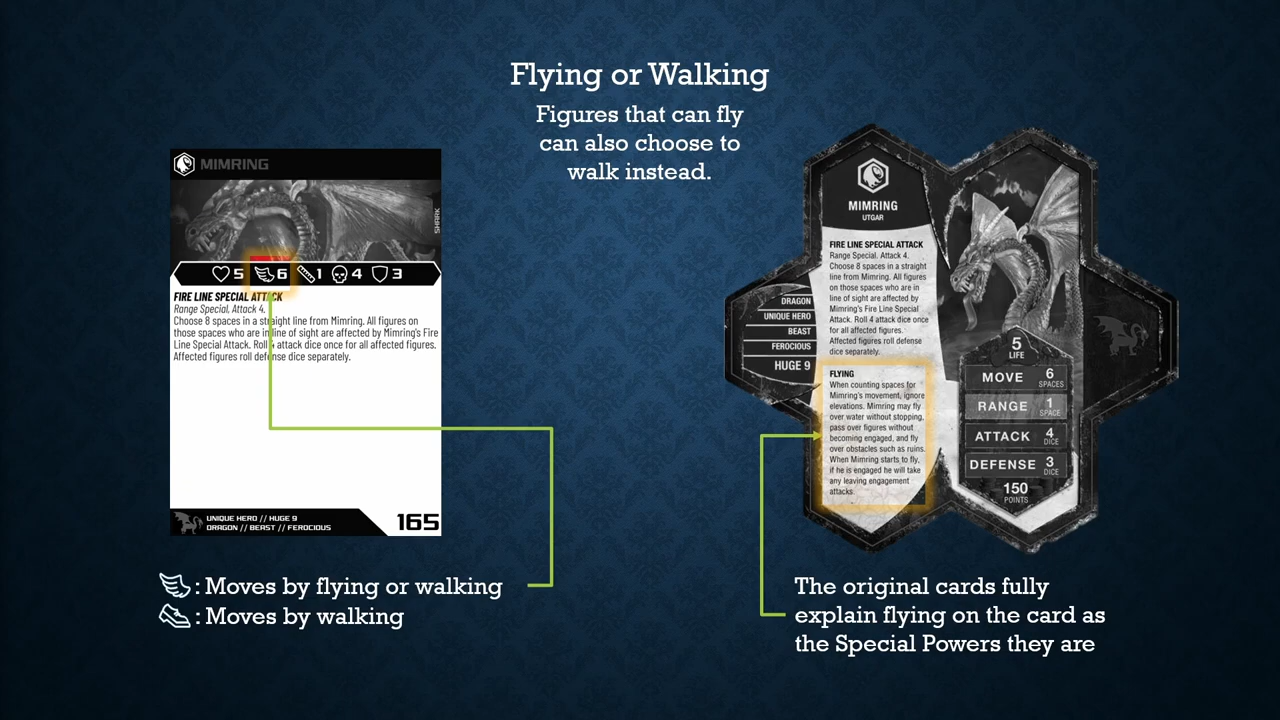 Flying or Walking
Figures that can fly
can also choose to
walk instead.
MIMRING
SHARK
5 6 1 4 3
FIRE LINE SPECIAL ATTACK
Range Special, Attack 4.
Choose 8 spaces in a straight line from Mimring. All figures on
those spaces who are in line of sight are affected by Mimring's Fire
Line Special Attack. Roll 4 attack dice once for all affected figures.
Affected figures roll defense dice separately.
UNIQUE HERO // HUGE 9
DRAGON // BEAST // FEROCIOUS
165
: Moves by flying or walking
: Moves by walking
MIMRING
UTGAR
FIRE LINE SPECIAL ATTACK
Range Special. Attack 4.
Choose 8 spaces in a straight
line from Mimring. All figures
on those spaces who are in
line of sight are affected by
Mimring's Fire Line Special
Attack. Roll 4 attack dice once
for all affected figures.
Affected figures roll defense
dice separately.
FLYING
When counting spaces for
Mimring's movement, ignore
elevations. Mimring may fly
over water without stopping,
pass over figures without
becoming engaged, and fly
over obstacles such as ruins.
When Mimring starts to fly,
if he is engaged he will take
any leaving engagement
attacks.
DRAGON
UNIQUE HERO
BEAST
FEROCIOUS
HUGE 9
5
LIFE
MOVE 6 SPACES
RANGE 1 SPACE
ATTACK 4 DICE
DEFENSE 3 DICE
150
POINTS
The original cards fully
explain flying on the card as
the Special Powers they are